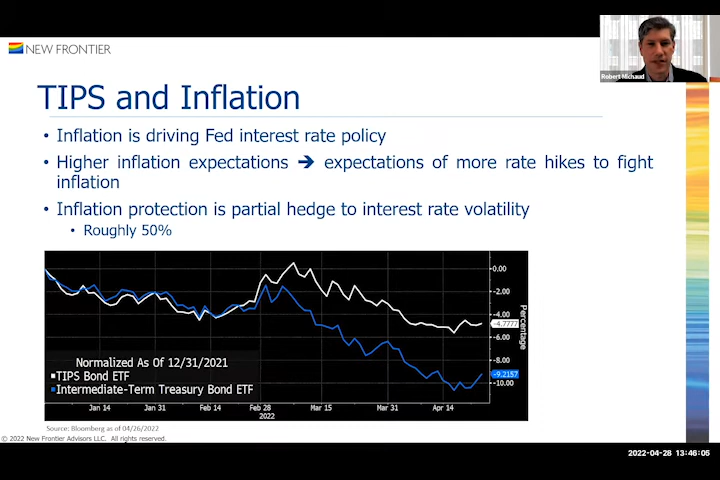 NEW FRONTIER
Robert Michaud
TIPS and Inflation
• Inflation is driving Fed interest rate policy
• Higher inflation expectations ➔ expectations of more rate hikes to fight
inflation
• Inflation protection is partial hedge to interest rate volatility
• Roughly 50%
0.00
-2.00
-4.00
-4.7777
-6.00
-8.00
-9.2157
-10.00
Percentage
Normalized As Of 12/31/2021
TIPS Bond ETF
Intermediate-Term Treasury Bond ETF
Jan 14 Jan 31 Feb 14 Feb 28 Mar 15 Mar 31 Apr 14
2022
Source: Bloomberg as of 04/26/2022
© 2022 New Frontier Advisors LLC. All rights reserved.
2022-04-28 13:46:05